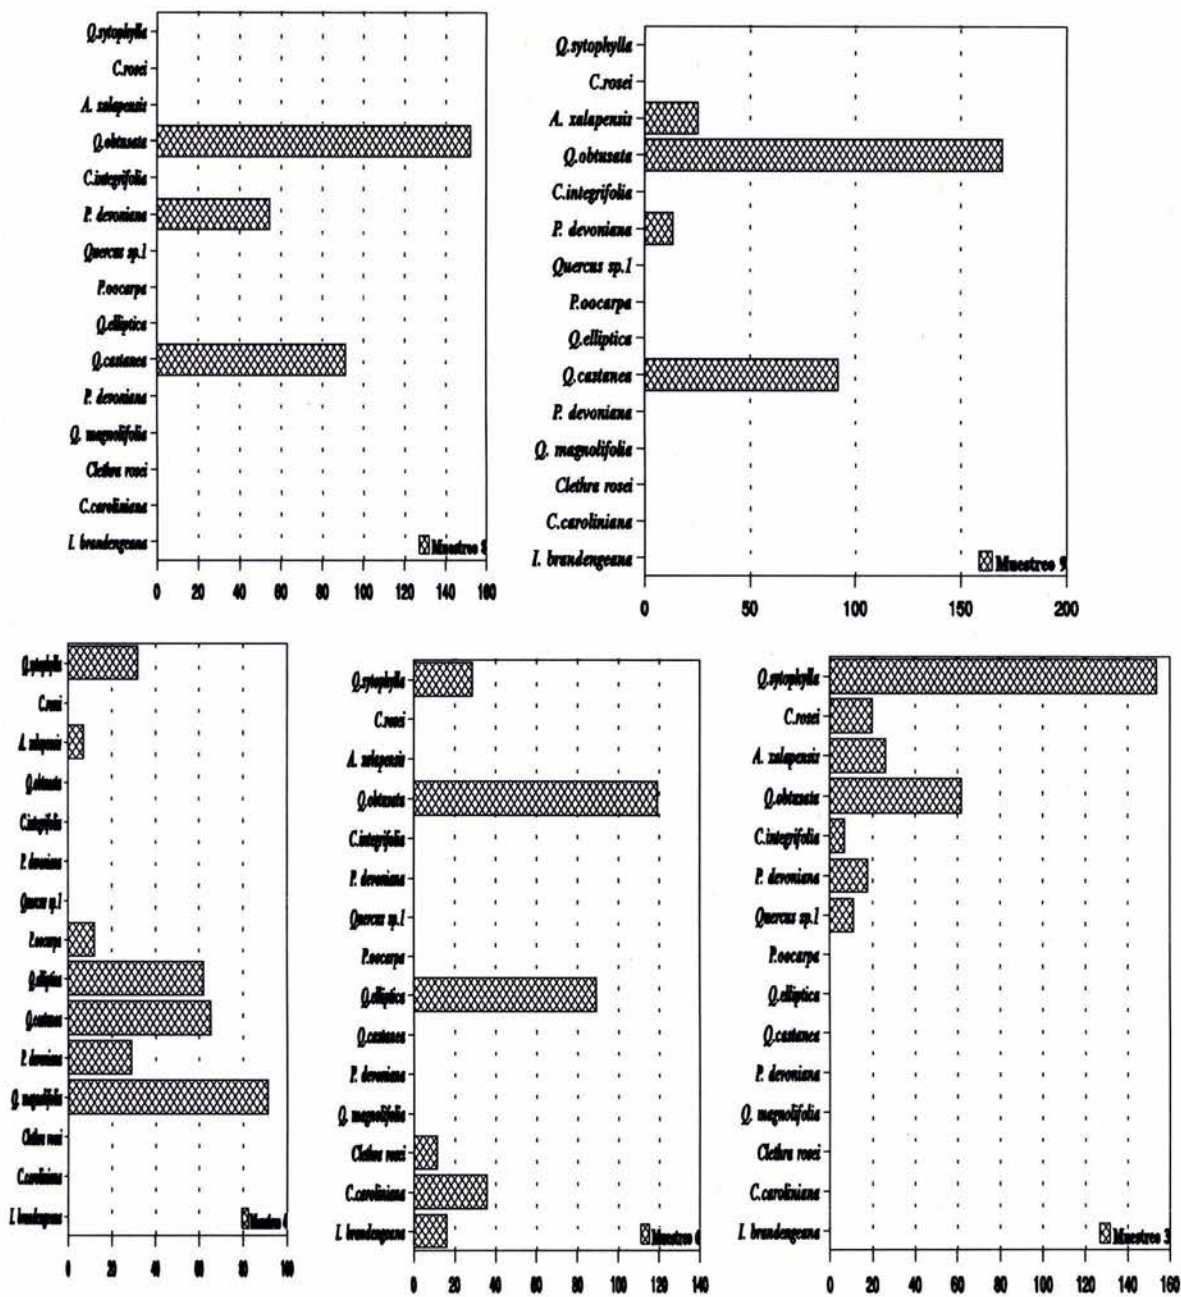 Q.sytophylla
C.rosei
A. xalapensis
Q.obtusata
C.integrifolia
P. devoniana
Quercus sp.1
P.oocarpa
Q.elliptica
Q.castanea
P. devoniana
Q. magnolifolia
Clethra rosei
C.caroliniana
I. brandengeana
Muestreo 8
0 20 40 60 80 100 120 140 160
Q.sytophylla
C.rosei
A. xalapensis
Q.obtusata
C.integrifolia
P. devoniana
Quercus sp.1
P.oocarpa
Q.elliptica
Q.castanea
P. devoniana
Q. magnolifolia
Clethra rosei
C.caroliniana
I. brandengeana
Muestreo 9
0 50 100 150 200
Q.sytophylla
C.rosei
A. xalapensis
Q.obtusata
C.integrifolia
P. devoniana
Quercus sp.1
P.oocarpa
Q.elliptica
Q.castanea
P. devoniana
Q. magnolifolia
Clethra rosei
C.caroliniana
I. brandengeana
Muestreo
0 20 40 60 80 100
Q.sytophylla
C.rosei
A. xalapensis
Q.obtusata
C.integrifolia
P. devoniana
Quercus sp.1
P.oocarpa
Q.elliptica
Q.castanea
P. devoniana
Q. magnolifolia
Clethra rosei
C.caroliniana
I. brandengeana
Muestreo
0 20 40 60 80 100 120 140
Q.sytophylla
C.rosei
A. xalapensis
Q.obtusata
C.integrifolia
P. devoniana
Quercus sp.1
P.oocarpa
Q.elliptica
Q.castanea
P. devoniana
Q. magnolifolia
Clethra rosei
C.caroliniana
I. brandengeana
Muestreo 3
0 20 40 60 80 100 120 140 160